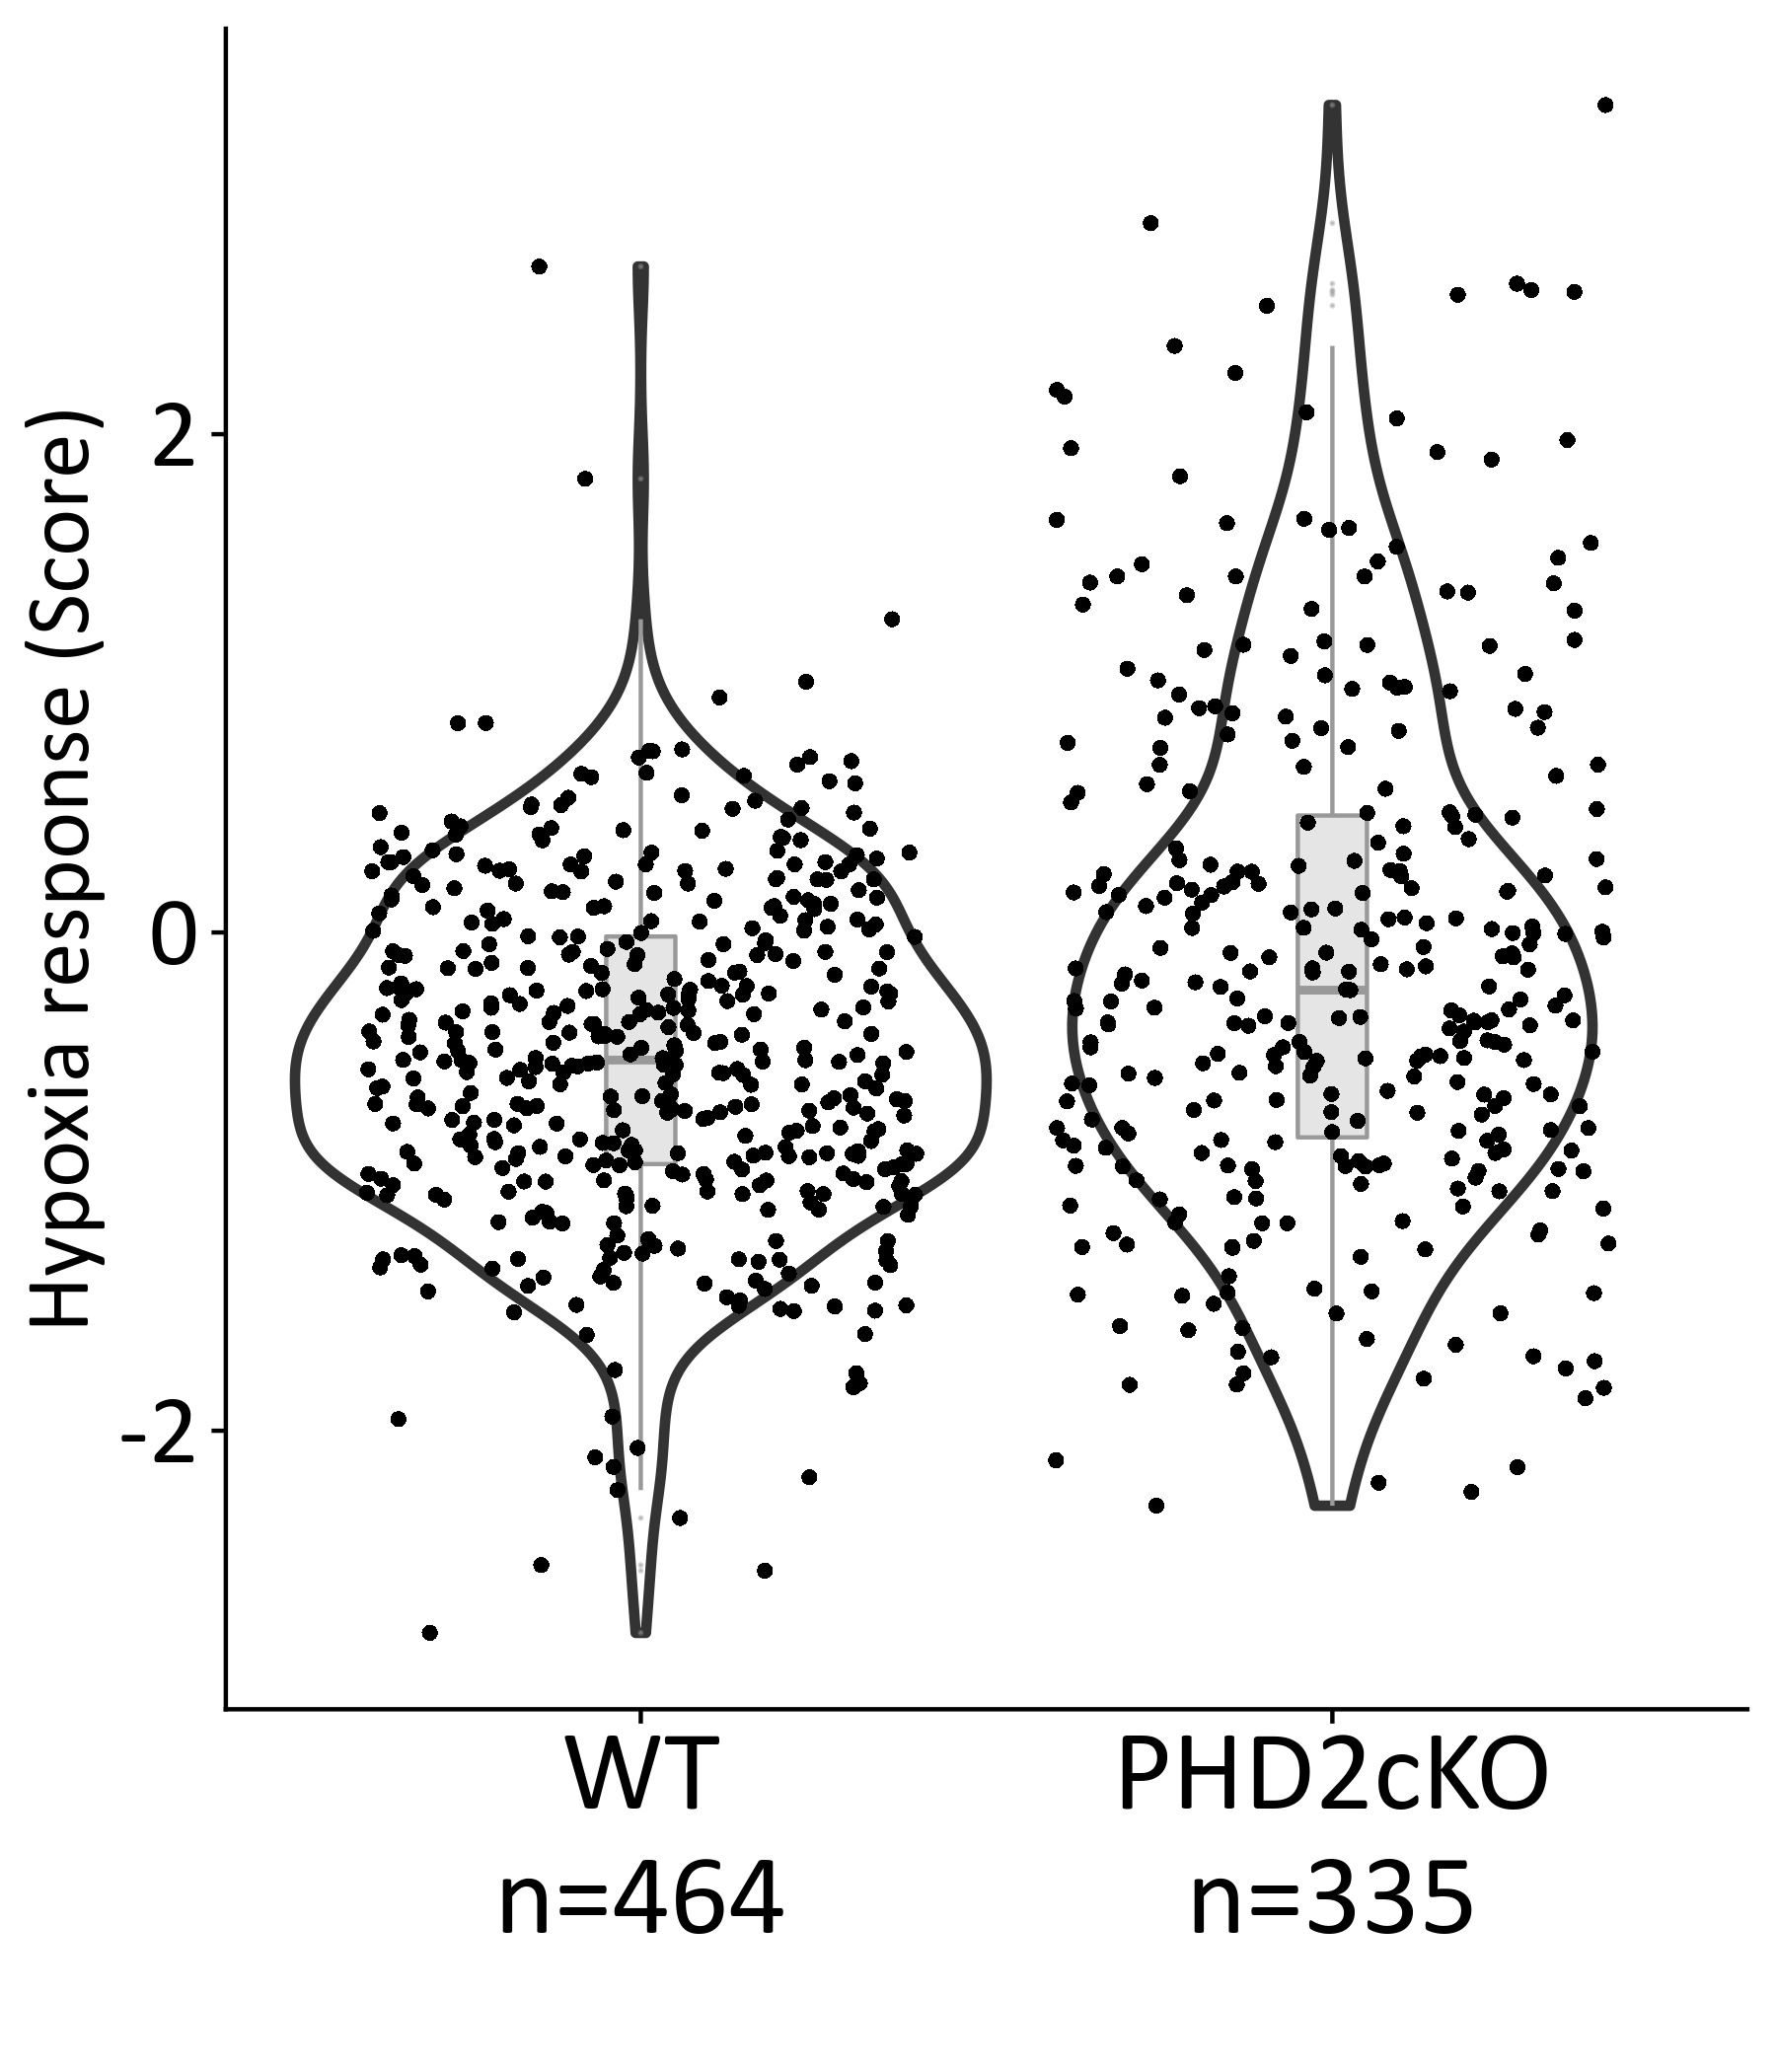 Hypoxia response (Score)
2
0
-2
WT
PHD2cKO
n=464
n=335